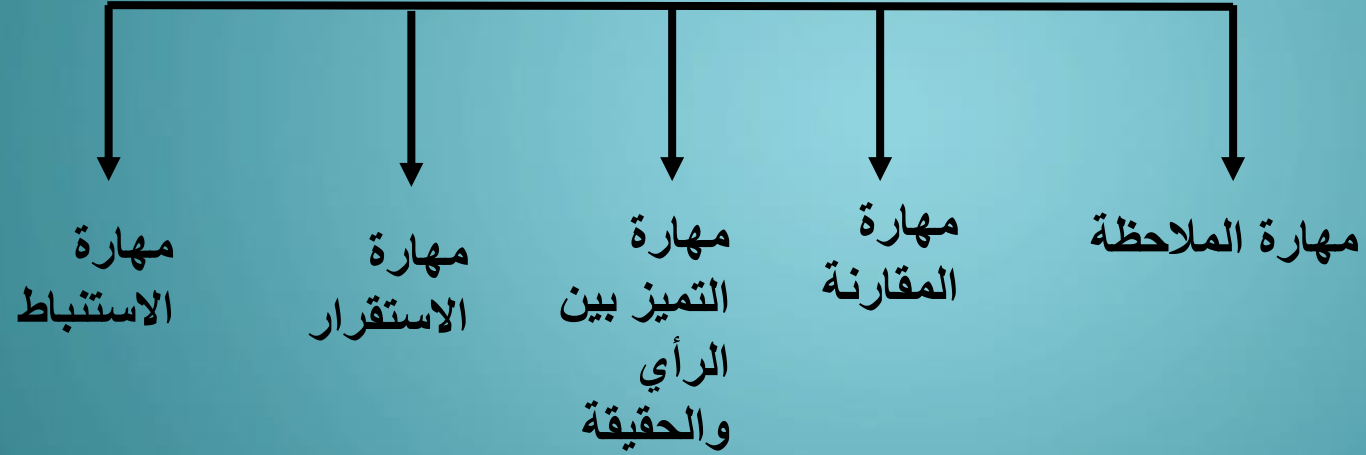 مهارة الملاحظة
مهارة
المقارنة
مهارة
التميز بين
الرأي
والحقيقة
مهارة
الاستقرار
مهارة
الاستنباط